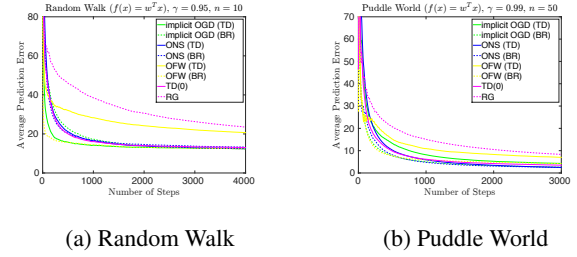 Random Walk (f(x) = w^T x), γ = 0.95, n = 10
80
60
40
20
0
Average Prediction Error
implicit OGD (TD)
implicit OGD (BR)
ONS (TD)
ONS (BR)
OFW (TD)
OFW (BR)
TD(0)
RG
0 1000 2000 3000 4000
Number of Steps
(a) Random Walk
Puddle World (f(x) = w^T x), γ = 0.99, n = 50
70
60
50
40
30
20
10
0
Average Prediction Error
implicit OGD (TD)
implicit OGD (BR)
ONS (TD)
ONS (BR)
OFW (TD)
OFW (BR)
TD(0)
RG
0 1000 2000 3000
Number of Steps
(b) Puddle World